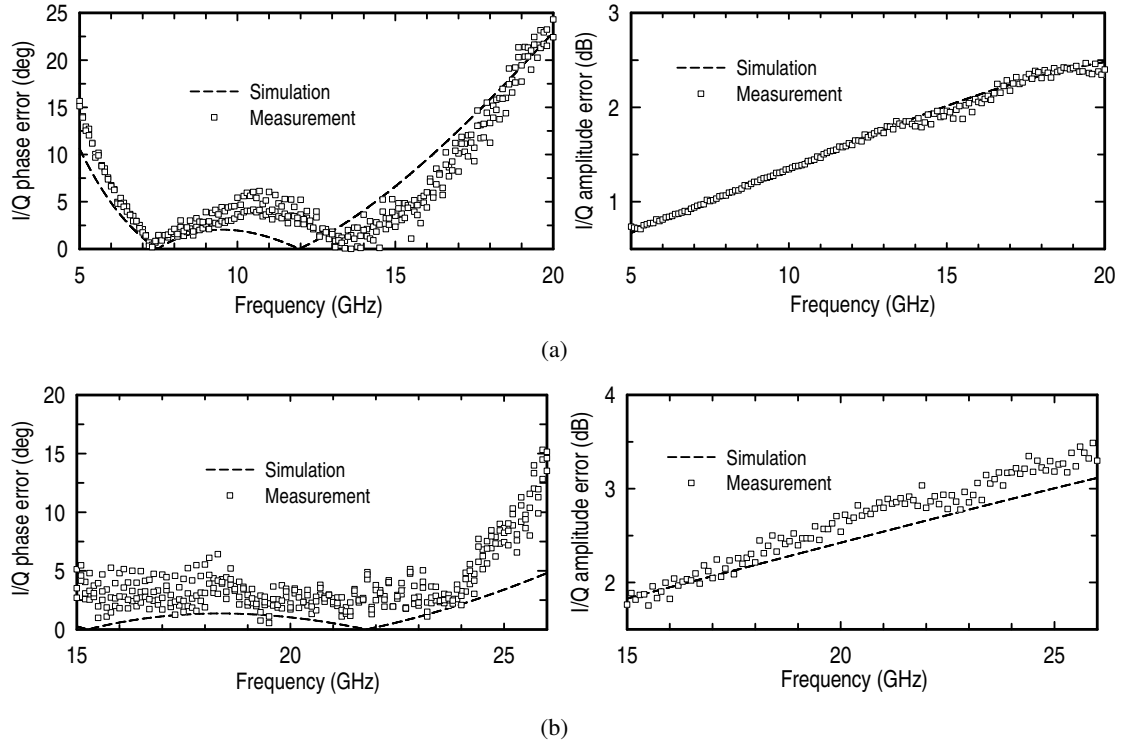 I/Q phase error (deg)
25
20
15
10
5
0
Simulation
Measurement
5
10
15
20
Frequency (GHz)
I/Q amplitude error (dB)
3
2
1
Simulation
Measurement
5
10
15
20
Frequency (GHz)
(a)
I/Q phase error (deg)
20
15
10
5
0
Simulation
Measurement
15
20
25
Frequency (GHz)
I/Q amplitude error (dB)
4
3
2
Simulation
Measurement
15
20
25
Frequency (GHz)
(b)